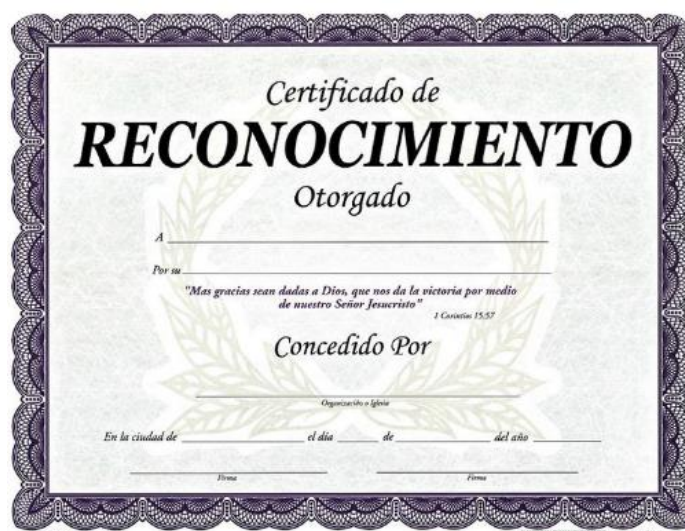 Certificado de
RECONOCIMIENTO
Otorgado
A
Por su
"Mas gracias sean dadas a Dios, que nos da la victoria por medio
de nuestro Señor Jesucristo"
1 Corintios 15:57
Concedido Por
Organización o Iglesia
En la ciudad de el día de del año
Firma Firma